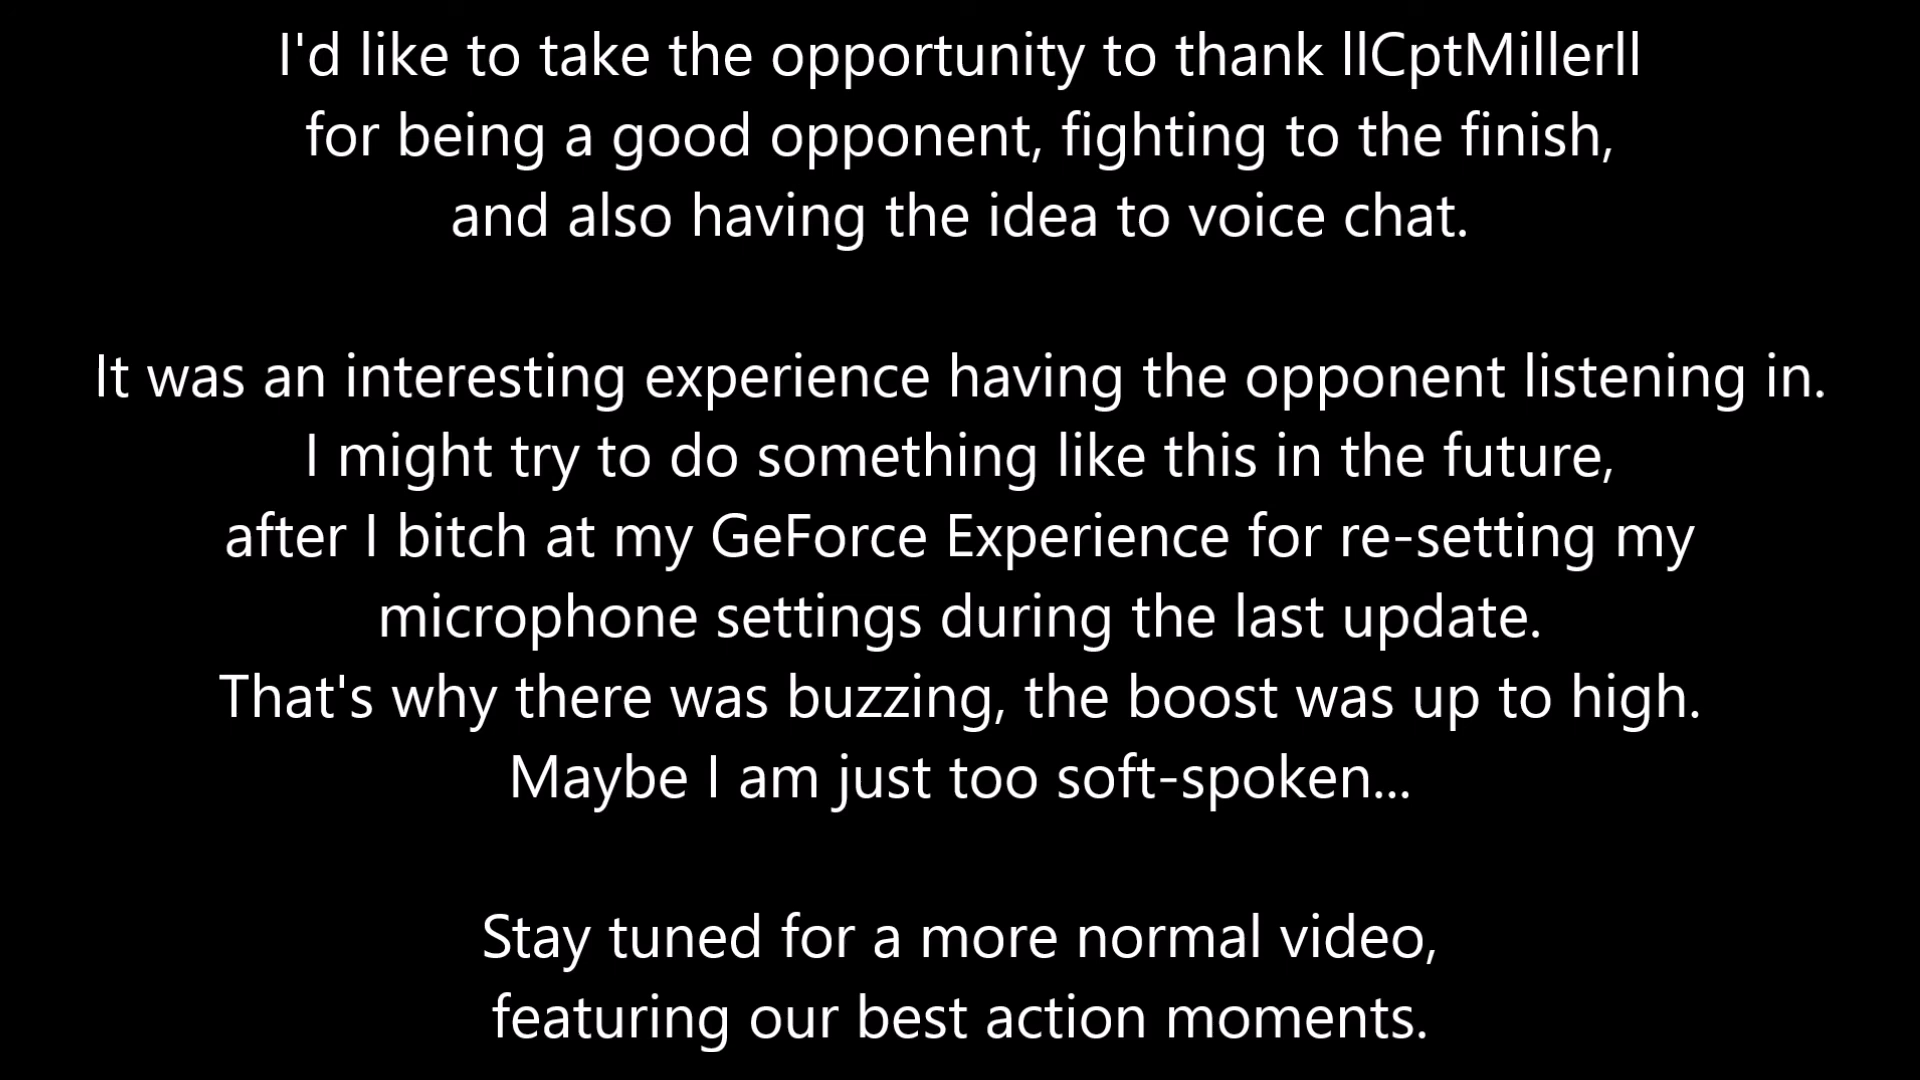 I'd like to take the opportunity to thank llCptMillerll
for being a good opponent, fighting to the finish,
and also having the idea to voice chat.
It was an interesting experience having the opponent listening in.
I might try to do something like this in the future,
after I bitch at my GeForce Experience for re-setting my
microphone settings during the last update.
That's why there was buzzing, the boost was up to high.
Maybe I am just too soft-spoken...
Stay tuned for a more normal video,
featuring our best action moments.